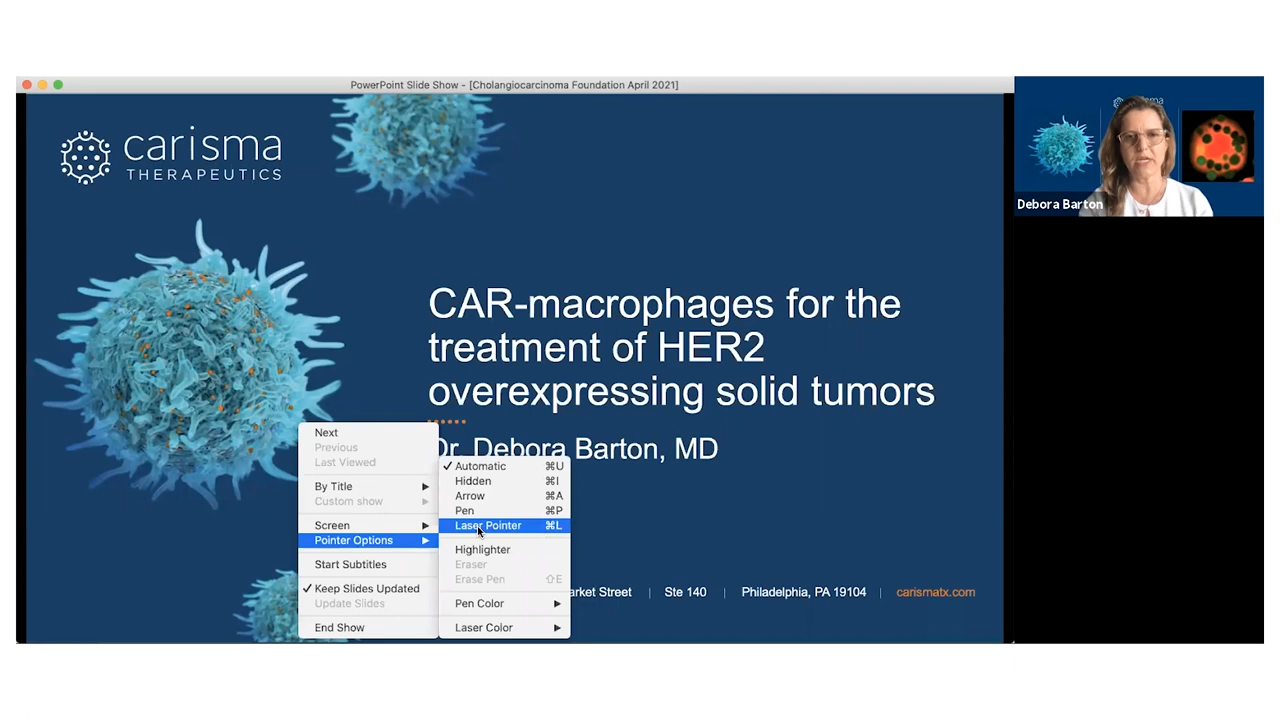 PowerPoint Slide Show - [Cholangiocarcinoma Foundation April 2021]
carisma
THERAPEUTICS
CAR-macrophages for the
treatment of HER2
overexpressing solid tumors
Dr. Debora Barton, MD
Next
Previous
Last Viewed
By Title ▶
Custom show ▶
Screen ▶
Pointer Options ▶
Start Subtitles
✓ Keep Slides Updated
Update Slides
End Show
✓ Automatic ⌘U
Hidden ⌘I
Arrow ⌘A
Pen ⌘P
Laser Pointer ⌘L
Highlighter
Eraser
Erase Pen ⇧E
Pen Color ▶
Laser Color ▶
Street | Ste 140 | Philadelphia, PA 19104 | carismatx.com
Debora Barton